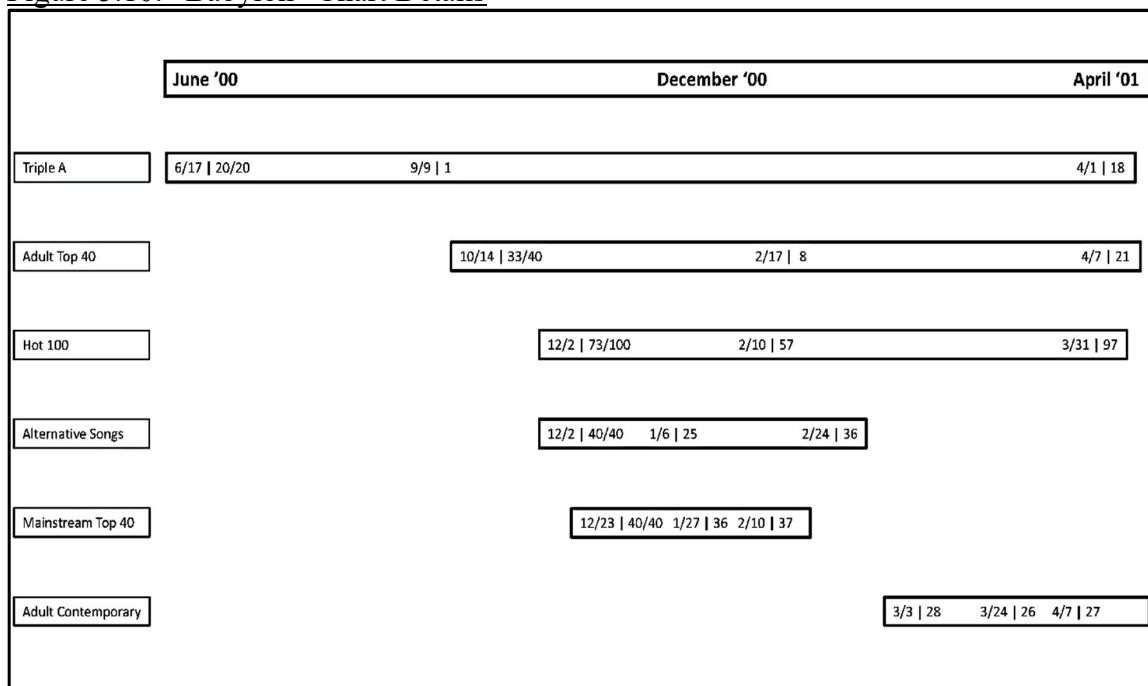 Figure "Babylon" Chart Details
June '00 December '00 April '01
Triple A 6/17 | 20/20 9/9 | 1 4/1 | 18
Adult Top 40 10/14 | 33/40 2/17 | 8 4/7 | 21
Hot 100 12/2 | 73/100 2/10 | 57 3/31 | 97
Alternative Songs 12/2 | 40/40 1/6 | 25 2/24 | 36
Mainstream Top 40 12/23 | 40/40 1/27 | 36 2/10 | 37
Adult Contemporary 3/3 | 28 3/24 | 26 4/7 | 27